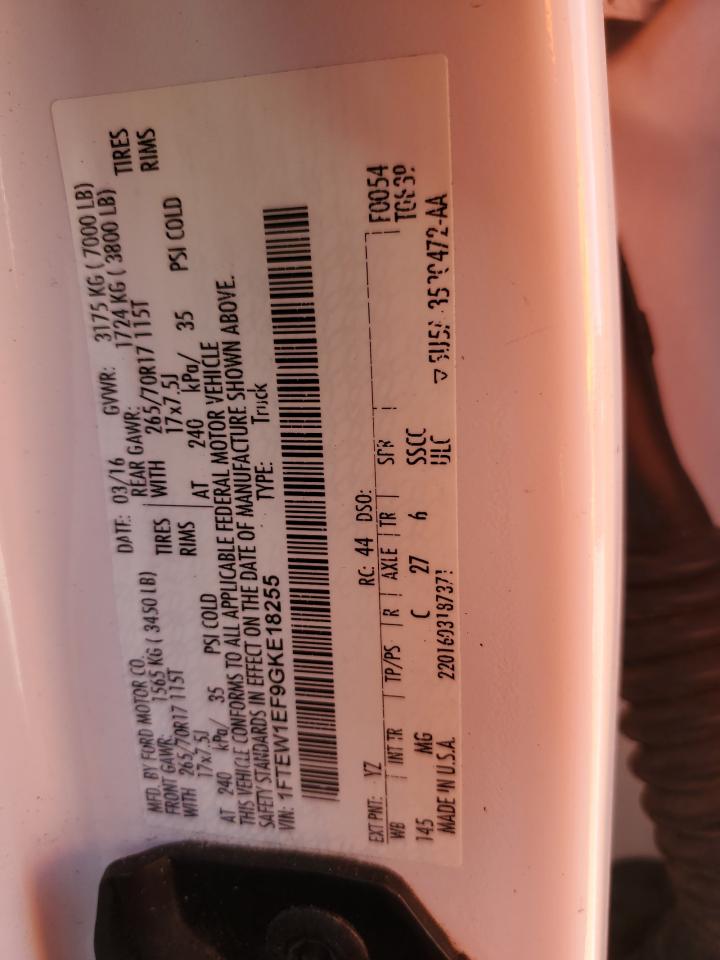 MFD. BY FORD MOTOR CO.
DATE: 03/16 GVWR: 3175 KG ( 7000 LB)
FRONT GAWR: 1565 KG ( 3450 LB) REAR GAWR: 1724 KG ( 3800 LB)
WITH 265/70R17 115T TIRES WITH 265/70R17 115T TIRES
17x7.5J RIMS 17x7.5J RIMS
AT 240 kPa/ 35 PSI COLD AT 240 kPa/ 35 PSI COLD
THIS VEHICLE CONFORMS TO ALL APPLICABLE FEDERAL MOTOR VEHICLE
SAFETY STANDARDS IN EFFECT ON THE DATE OF MANUFACTURE SHOWN ABOVE.
VIN: 1FTEW1EF9GKE18255 TYPE: Truck
EXT PNT: YZ RC: 44 DSO: F0054
WB INT TR TP/PS R AXLE TR SPR
145 MG C 27 6 SSCC
MADE IN U.S.A. ULC